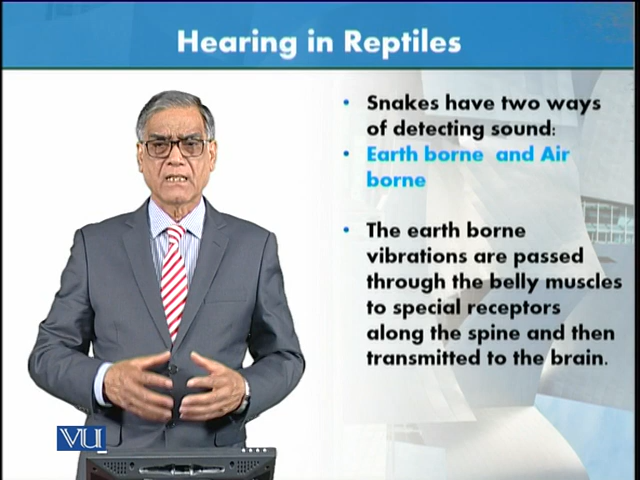 Hearing in Reptiles
• Snakes have two ways
of detecting sound:
• Earth borne and Air
borne
• The earth borne
vibrations are passed
through the belly muscles
to special receptors
along the spine and then
transmitted to the brain.
VU